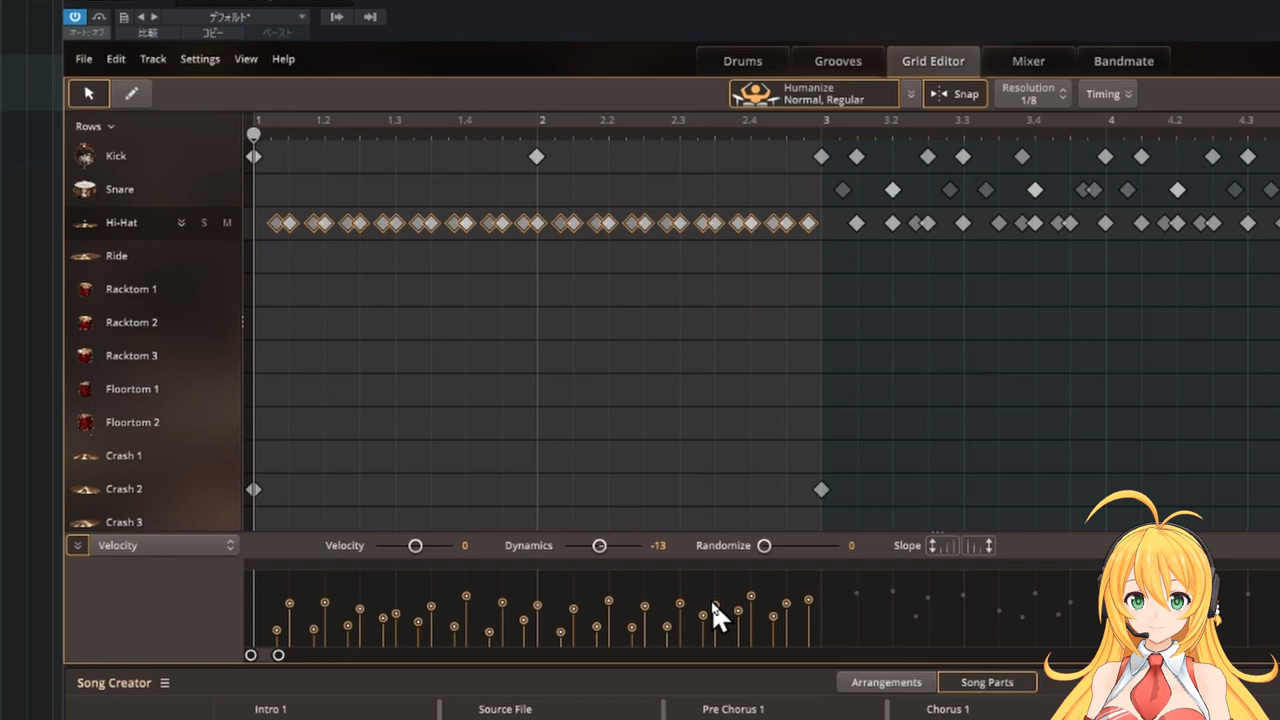 デフォルト*
オート: オフ 比較 コピー ペースト
File Edit Track Settings View Help
Drums Grooves Grid Editor Mixer Bandmate
Humanize
Normal, Regular
Snap
Resolution
1/8
Timing
Rows
1 1.2 1.3 1.4 2 2.2 2.3 2.4 3 3.2 3.3 3.4 4 4.2 4.3
Kick
Snare
Hi-Hat S M
Ride
Racktom 1
Racktom 2
Racktom 3
Floortom 1
Floortom 2
Crash 1
Crash 2
Crash 3
Velocity Velocity 0 Dynamics -13 Randomize 0 Slope
Song Creator Arrangements Song Parts
Intro 1 Source File Pre Chorus 1 Chorus 1